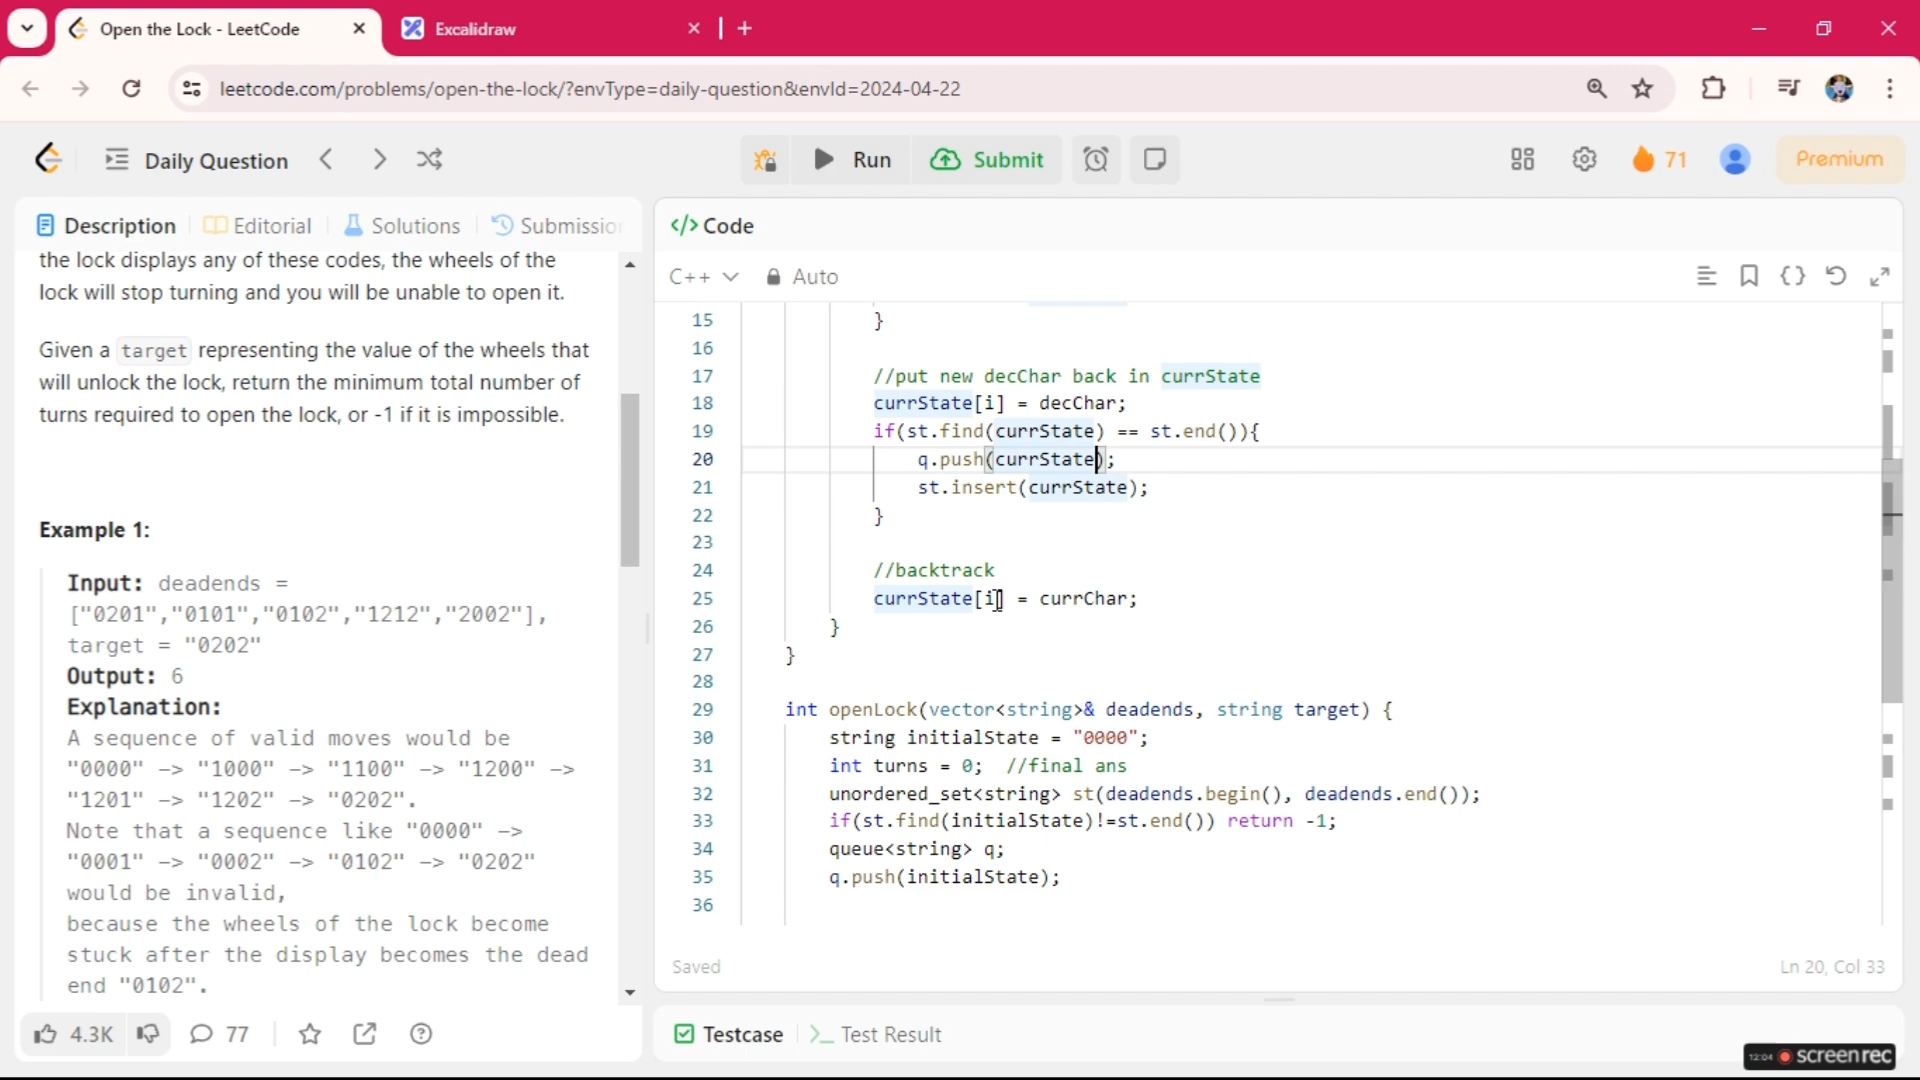 Open the Lock - LeetCode
Excalidraw
leetcode.com/problems/open-the-lock/?envType=daily-question&envId=2024-04-22
Daily Question
Run
Submit
71
Premium
Description
Editorial
Solutions
Submissio
the lock displays any of these codes, the wheels of the
lock will stop turning and you will be unable to open it.
Given a target representing the value of the wheels that
will unlock the lock, return the minimum total number of
turns required to open the lock, or -1 if it is impossible.
Example 1:
Input: deadends =
["0201","0101","0102","1212","2002"],
target = "0202"
Output: 6
Explanation:
A sequence of valid moves would be
"0000" -> "1000" -> "1100" -> "1200" ->
"1201" -> "1202" -> "0202".
Note that a sequence like "0000" ->
"0001" -> "0002" -> "0102" -> "0202"
would be invalid,
because the wheels of the lock become
stuck after the display becomes the dead
end "0102".
4.3K
77
</> Code
C++
Auto
15 }
16
17 //put new decChar back in currState
18 currState[i] = decChar;
19 if(st.find(currState) == st.end()){
20 q.push(currState);
21 st.insert(currState);
22 }
23
24 //backtrack
25 currState[i] = currChar;
26 }
27 }
28
29 int openLock(vector<string>& deadends, string target) {
30 string initialState = "0000";
31 int turns = 0; //final ans
32 unordered_set<string> st(deadends.begin(), deadends.end());
33 if(st.find(initialState)!=st.end()) return -1;
34 queue<string> q;
35 q.push(initialState);
36
Saved
Ln 20, Col 33
Testcase
Test Result
12:04 screenrec